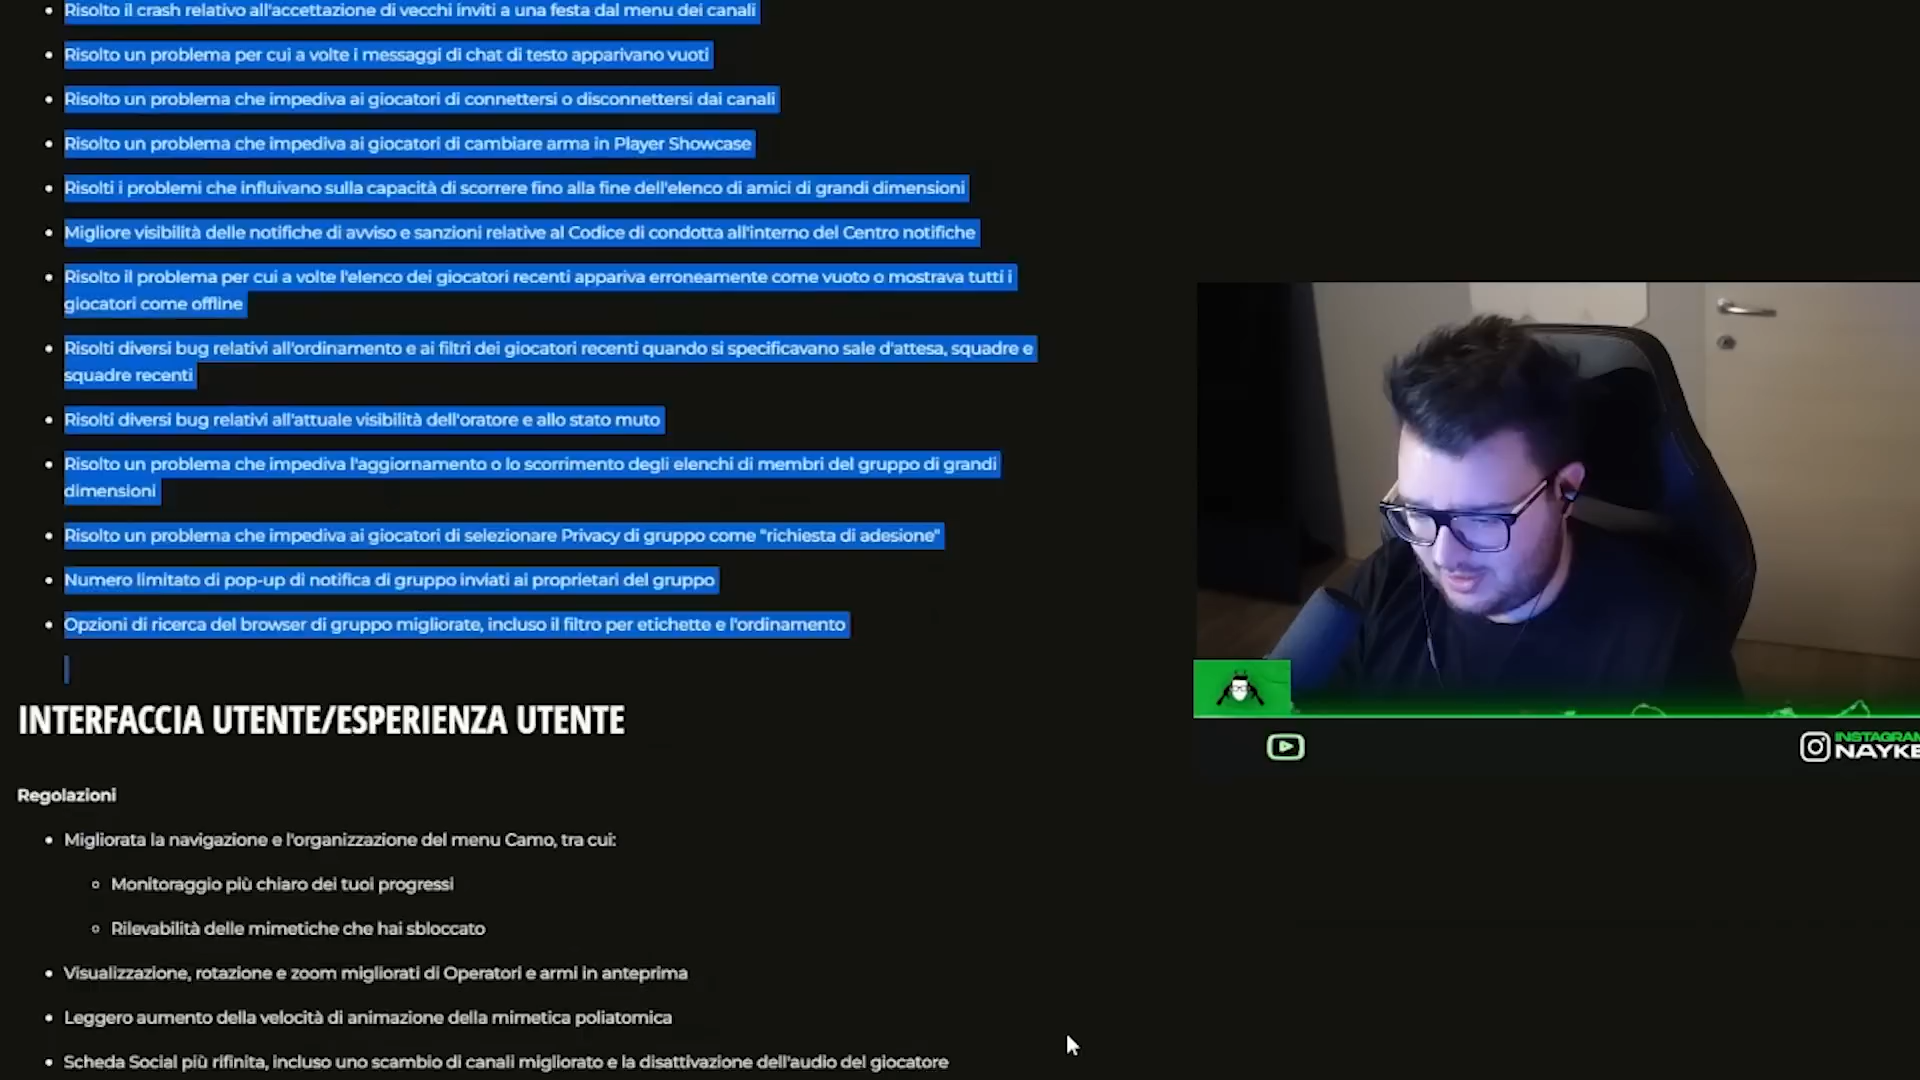 Risolto il crash relativo all'accettazione di vecchi inviti a una festa dal menu dei canali
Risolto un problema per cui a volte i messaggi di chat di testo apparivano vuoti
Risolto un problema che impediva ai giocatori di connettersi o disconnettersi dai canali
Risolto un problema che impediva ai giocatori di cambiare arma in Player Showcase
Risolti i problemi che influivano sulla capacità di scorrere fino alla fine dell'elenco di amici di grandi dimensioni
Migliore visibilità delle notifiche di avviso e sanzioni relative al Codice di condotta all'interno del Centro notifiche
Risolto il problema per cui a volte l'elenco dei giocatori recenti appariva erroneamente come vuoto o mostrava tutti i
giocatori come offline
Risolti diversi bug relativi all'ordinamento e ai filtri dei giocatori recenti quando si specificavano sale d'attesa, squadre e
squadre recenti
Risolti diversi bug relativi all'attuale visibilità dell'oratore e allo stato muto
Risolto un problema che impediva l'aggiornamento o lo scorrimento degli elenchi di membri del gruppo di grandi
dimensioni
Risolto un problema che impediva ai giocatori di selezionare Privacy di gruppo come "richiesta di adesione"
Numero limitato di pop-up di notifica di gruppo inviati ai proprietari del gruppo
Opzioni di ricerca del browser di gruppo migliorate, incluso il filtro per etichette e l'ordinamento
INTERFACCIA UTENTE/ESPERIENZA UTENTE
Regolazioni
Migliorata la navigazione e l'organizzazione del menu Camo, tra cui:
Monitoraggio più chiaro dei tuoi progressi
Rilevabilità delle mimetiche che hai sbloccato
Visualizzazione, rotazione e zoom migliorati di Operatori e armi in anteprima
Leggero aumento della velocità di animazione della mimetica poliatomica
Scheda Social più rifinita, incluso uno scambio di canali migliorato e la disattivazione dell'audio del giocatore
INSTAGRAM
NAYKE